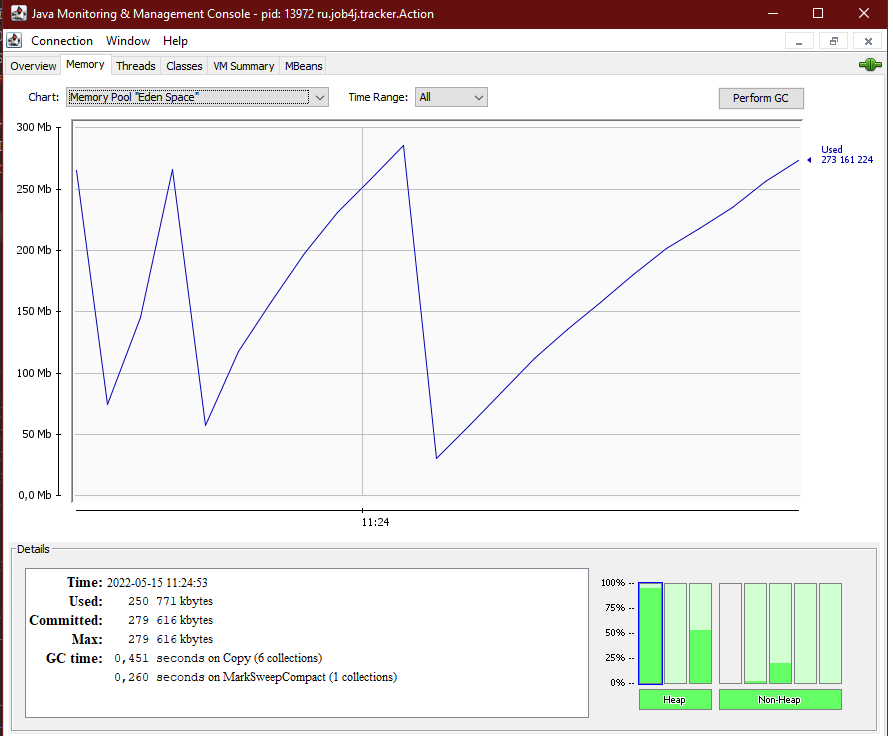 Java Monitoring & Management Console - pid: 13972 ru.job4j.tracker.Action
Connection Window Help
Overview Memory Threads Classes VM Summary MBeans
Chart: Memory Pool "Eden Space" Time Range: All Perform GC
300 Mb
250 Mb
200 Mb
150 Mb
100 Mb
50 Mb
0,0 Mb
Used
273 161 224
11:24
Details
Time: 2022-05-15 11:24:53
Used: 250 771 kbytes
Committed: 279 616 kbytes
Max: 279 616 kbytes
GC time: 0,451 seconds on Copy (6 collections)
0,260 seconds on MarkSweepCompact (1 collections)
100% --
75% --
50% --
25% --
0% --
Heap Non-Heap